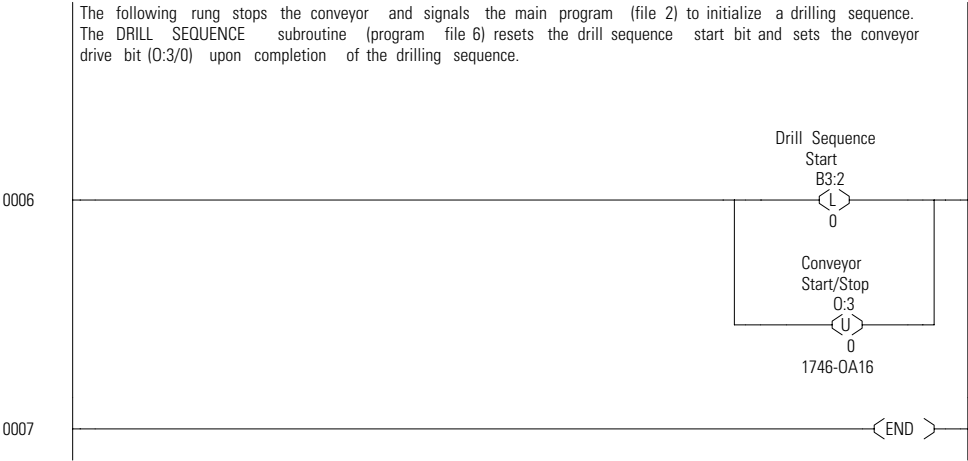 The following rung stops the conveyor and signals the main program (file 2) to initialize a drilling sequence.
The DRILL SEQUENCE subroutine (program file 6) resets the drill sequence start bit and sets the conveyor
drive bit (O:3/0) upon completion of the drilling sequence.
Drill Sequence
Start
B3:2
0006
L
0
Conveyor
Start/Stop
O:3
U
0
1746-OA16
0007
END